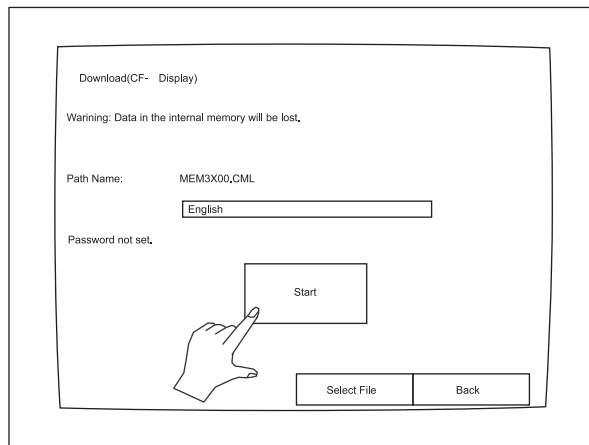 Download(CF- Display)
Warining: Data in the internal memory will be lost.
Path Name: MEM3X00.CML
English
Password not set.
Start
Select File Back